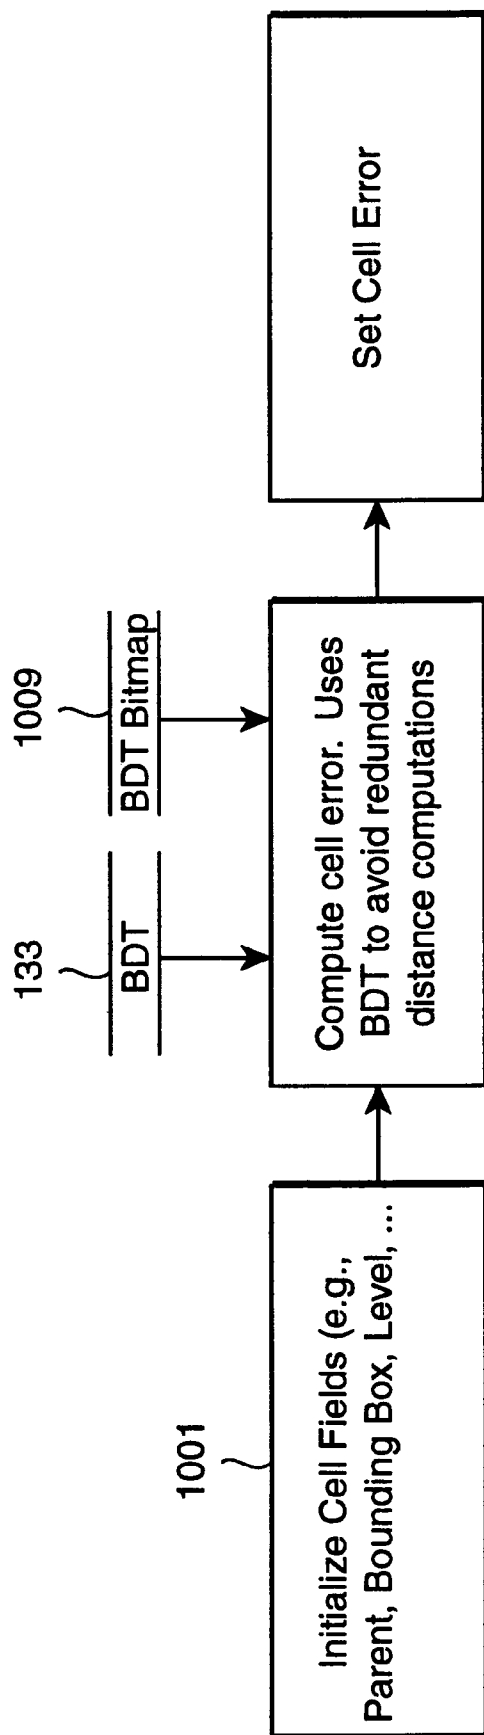 1001
Initialize Cell Fields (e.g.,
Parent, Bounding Box, Level, ...
133
BDT
1009
BDT Bitmap
Compute cell error. Uses
BDT to avoid redundant
distance computations
Set Cell Error